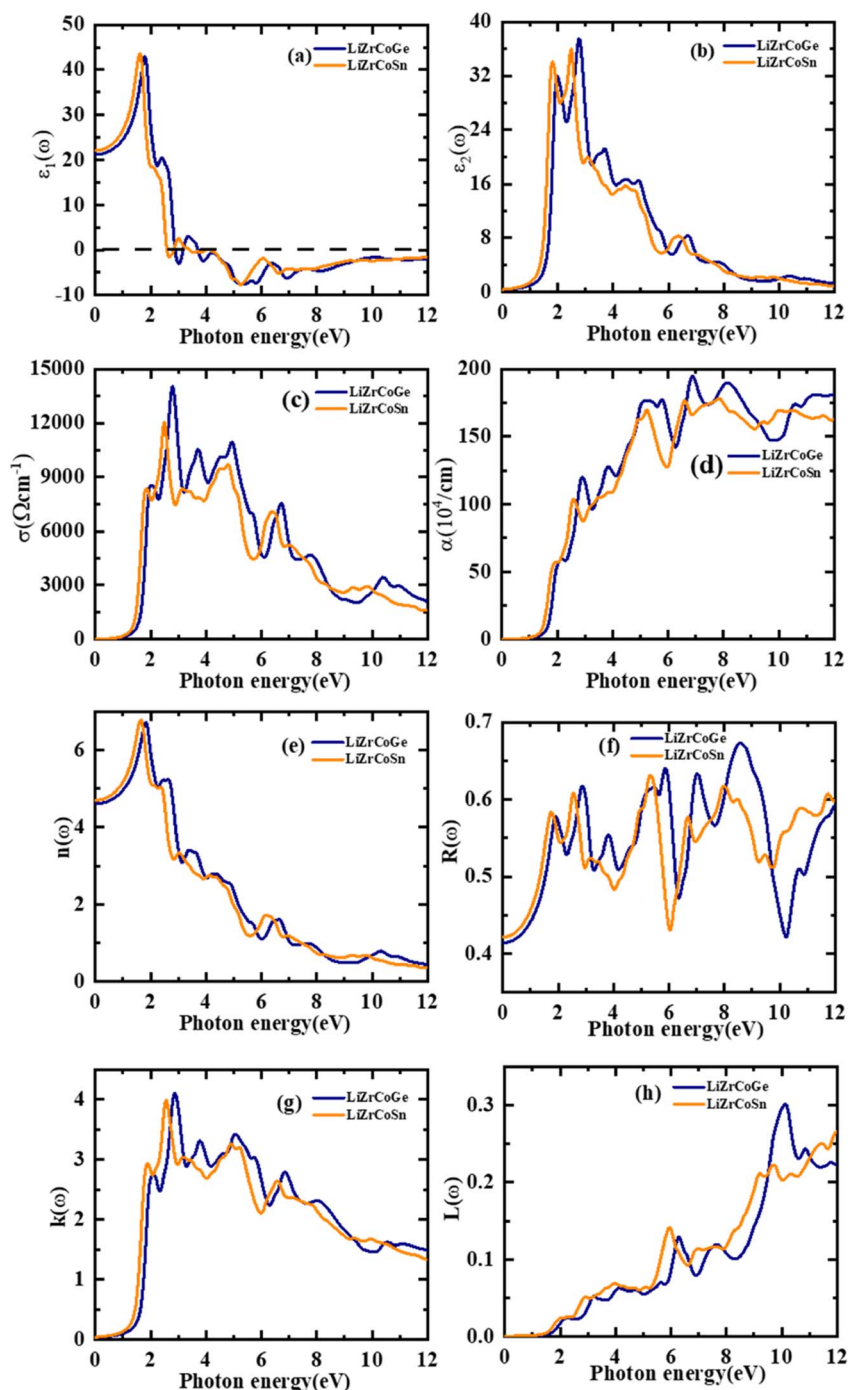 (a)
LiZrCoGe
LiZrCoSn
ε₁(ω)
50
40
30
20
10
0
-10
0 2 4 6 8 10 12
Photon energy(eV)
(b)
LiZrCoGe
LiZrCoSn
ε₂(ω)
36
28
16
8
0
0 2 4 6 8 10 12
Photon energy(eV)
(c)
LiZrCoGe
LiZrCoSn
σ(Ωcm⁻¹)
15000
12000
9000
6000
3000
0
0 2 4 6 8 10 12
Photon energy(eV)
(d)
LiZrCoGe
LiZrCoSn
α(10⁴/cm)
200
150
100
50
0
0 2 4 6 8 10 12
Photon energy(eV)
(e)
LiZrCoGe
LiZrCoSn
n(ω)
6
4
2
0
0 2 4 6 8 10 12
Photon energy(eV)
(f)
LiZrCoGe
LiZrCoSn
R(ω)
0.7
0.6
0.5
0.4
0 2 4 6 8 10 12
Photon energy(eV)
(g)
LiZrCoGe
LiZrCoSn
k(ω)
4
3
2
1
0
0 2 4 6 8 10 12
Photon energy(eV)
(h)
LiZrCoGe
LiZrCoSn
L(ω)
0.3
0.2
0.1
0.0
0 2 4 6 8 10 12
Photon energy(eV)